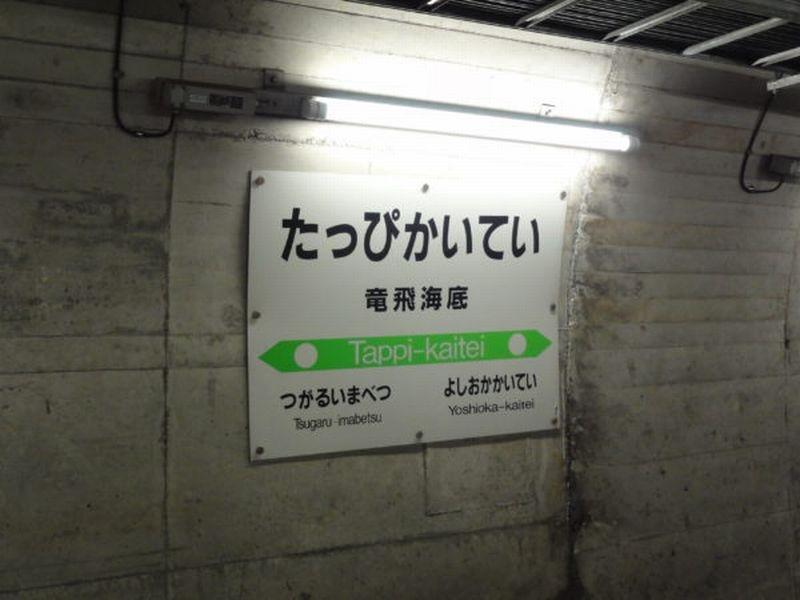 たっぴかいてい
竜飛海底
Tappi-kaitei
つがるいまべつ よしおかかいてい
Tsugaru-imabetsu Yoshioka-kaitei